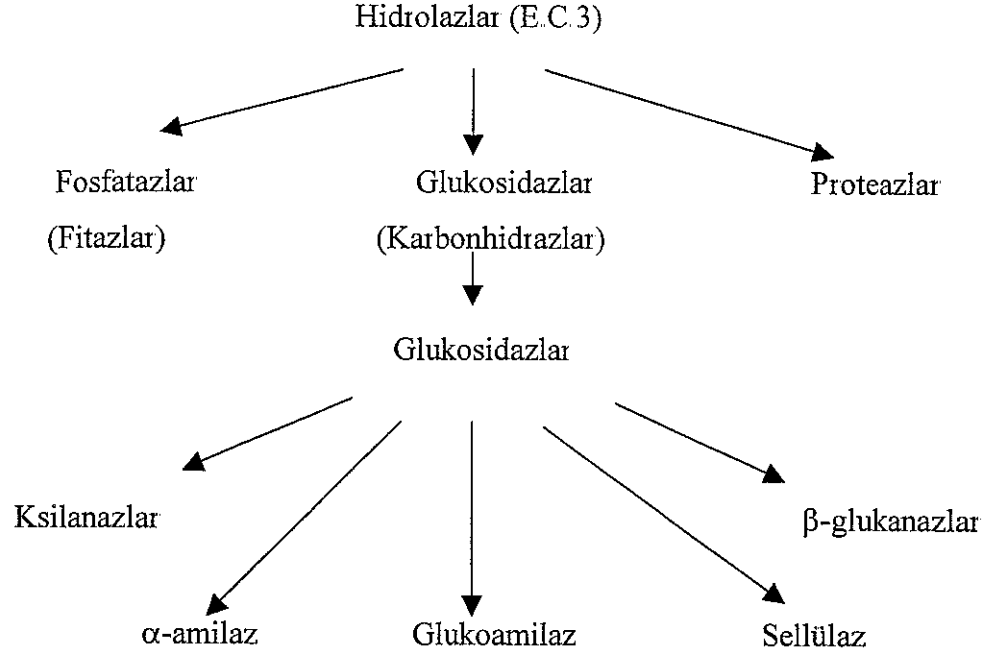 Hidrolazlar (E.C.3)
Fosfatazlar Glukosidazlar Proteazlar
(Fitazlar) (Karbonhidrazlar)
Glukosidazlar
Ksilanazlar β-glukanazlar
α-amilaz Glukoamilaz Sellülaz